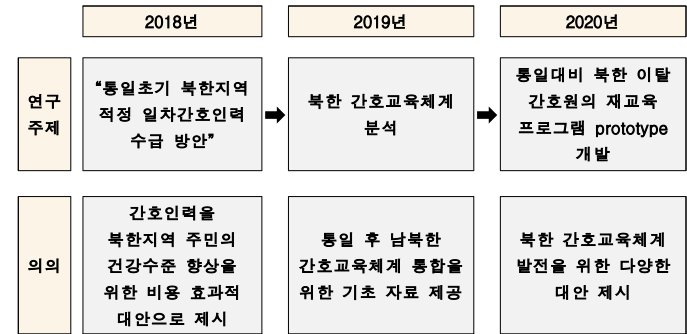 2018년
2019년
2020년
연구
주제
“통일초기 북한지역
적정 일차간호인력
수급 방안”
북한 간호교육체계
분석
통일대비 북한 이탈
간호원의 재교육
프로그램 prototype
개발
의의
간호인력을
북한지역 주민의
건강수준 향상을
위한 비용 효과적
대안으로 제시
통일 후 남북한
간호교육체계 통합을
위한 기초 자료 제공
북한 간호교육체계
발전을 위한 다양한
대안 제시